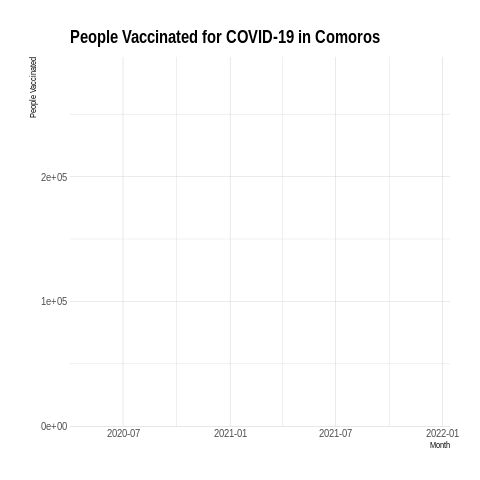 People Vaccinated for COVID-19 in Comoros
People Vaccinated
2e+05
1e+05
0e+00
2020-07 2021-01 2021-07 2022-01
Month